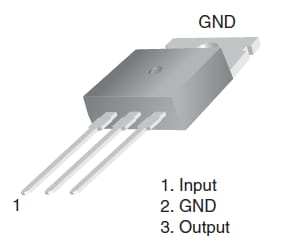 GND
1
1. Input
2. GND
3. Output